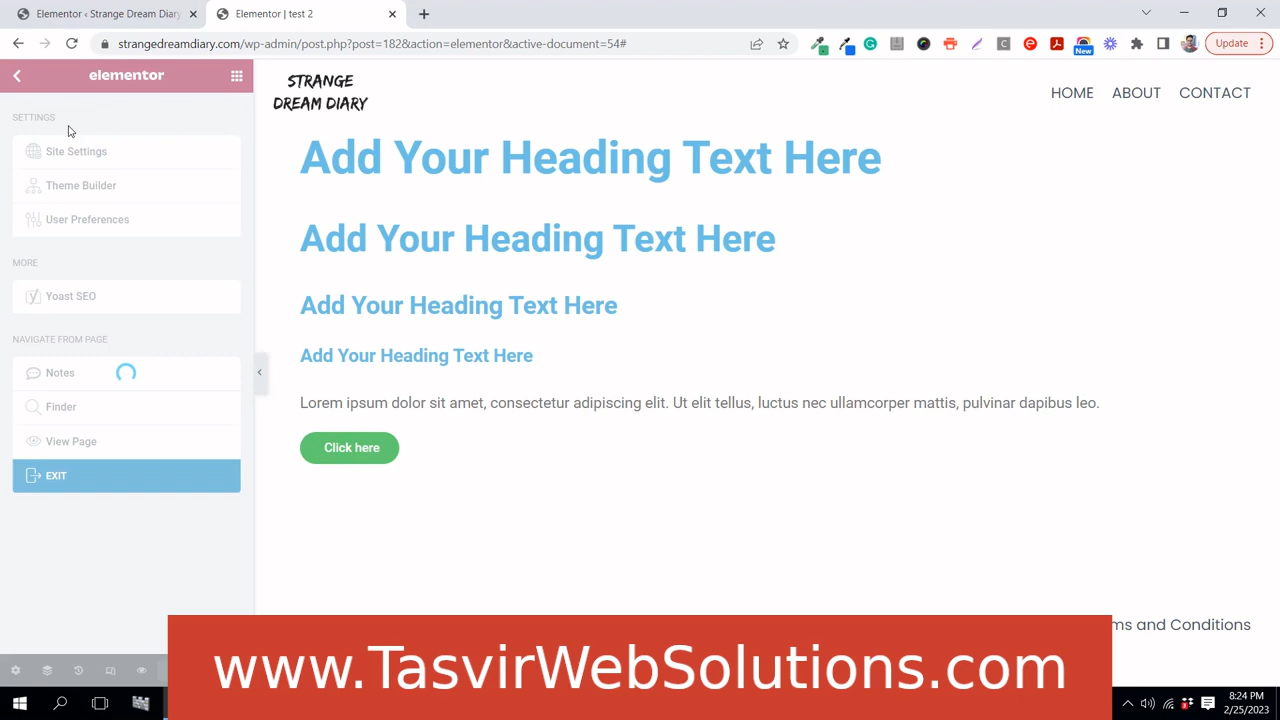 Elementor ‹ Strange Dream Diary
Elementor | test 2
strangedreamdiary.com/wp-admin/post.php?post=182&action=elementor&active-document=54#
New
Update
elementor
SETTINGS
Site Settings
Theme Builder
User Preferences
MORE
Yoast SEO
NAVIGATE FROM PAGE
Notes
Finder
View Page
EXIT
STRANGE
DREAM DIARY
HOME ABOUT CONTACT
Add Your Heading Text Here
Add Your Heading Text Here
Add Your Heading Text Here
Add Your Heading Text Here
Lorem ipsum dolor sit amet, consectetur adipiscing elit. Ut elit tellus, luctus nec ullamcorper mattis, pulvinar dapibus leo.
Click here
ms and Conditions
www.TasvirWebSolutions.com
8:24 PM
2/25/2023